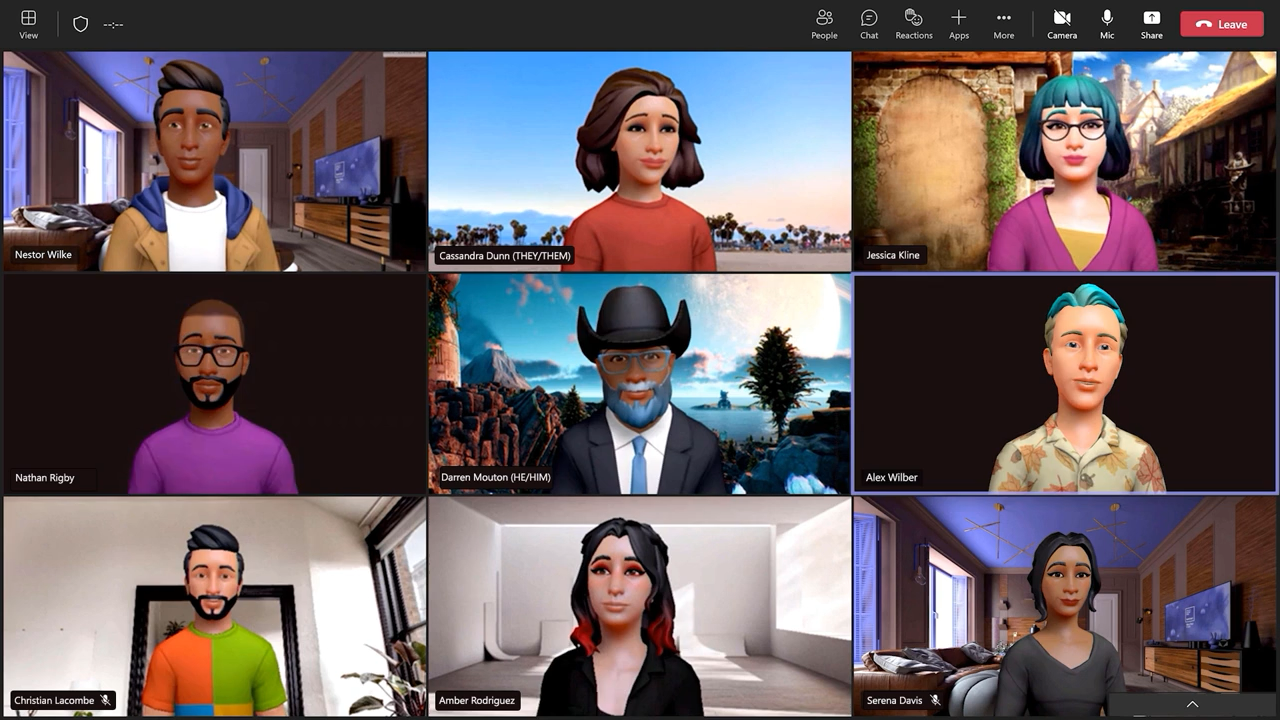 View
--:--
People
Chat
Reactions
Apps
More
Camera
Mic
Share
Leave
Nestor Wilke
Cassandra Dunn (THEY/THEM)
Jessica Kline
Nathan Rigby
Darren Mouton (HE/HIM)
Alex Wilber
Christian Lacombe
Amber Rodriguez
Serena Davis